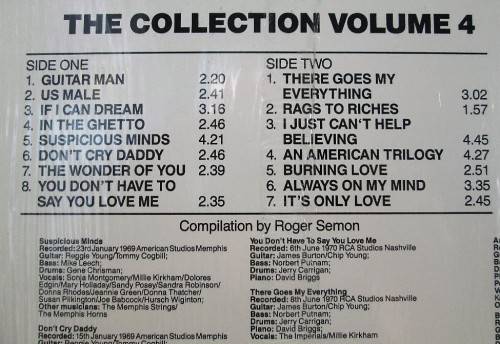 THE COLLECTION VOLUME 4
SIDE ONE
1. GUITAR MAN 2.20
2. US MALE 2.41
3. IF I CAN DREAM 3.16
4. IN THE GHETTO 2.46
5. SUSPICIOUS MINDS 4.21
6. DON'T CRY DADDY 2.46
7. THE WONDER OF YOU 2.39
8. YOU DON'T HAVE TO
SAY YOU LOVE ME 2.35
SIDE TWO
1. THERE GOES MY
EVERYTHING 3.02
2. RAGS TO RICHES 1.57
3. I JUST CAN'T HELP
BELIEVING 4.45
4. AN AMERICAN TRILOGY 4.27
5. BURNING LOVE 2.51
6. ALWAYS ON MY MIND 3.35
7. IT'S ONLY LOVE 2.45
Compilation by Roger Semon
Suspicious Minds
Recorded: 23rd January 1969 American Studios Memphis
Guitar: Reggie Young/Tommy Cogbill;
Bass: Mike Leech;
Drums: Gene Chrisman;
Vocals: Sonja Montgomery/Millie Kirkham/Dolores
Edgin/Mary Holladay/Sandy Posey/Sandra Robinson/
Donna Rhodes/Jeannie Green/Donna Thatcher/
Susan Pilkington/Joe Babcock/Hursch Wiginton;
Other musicians: The Memphis Strings/
The Memphis Horns
Don't Cry Daddy
Recorded: 15th January 1969 American Studios Memphis
Guitar: Reggie Young/Tommy Cogbill;
You Don't Have To Say You Love Me
Recorded: 6th June 1970 RCA Studios Nashville
Guitar: James Burton/Chip Young;
Bass: Norbert Putnam;
Drums: Jerry Carrigan;
Piano: David Briggs
There Goes My Everything
Recorded: 8th June 1970 RCA Studios Nashville
Guitar: James Burton/Chip Young;
Bass: Norbert Putnam;
Drums: Jerry Carrigan;
Piano: David Briggs;
Vocals: The Imperials/Millie Kirkham